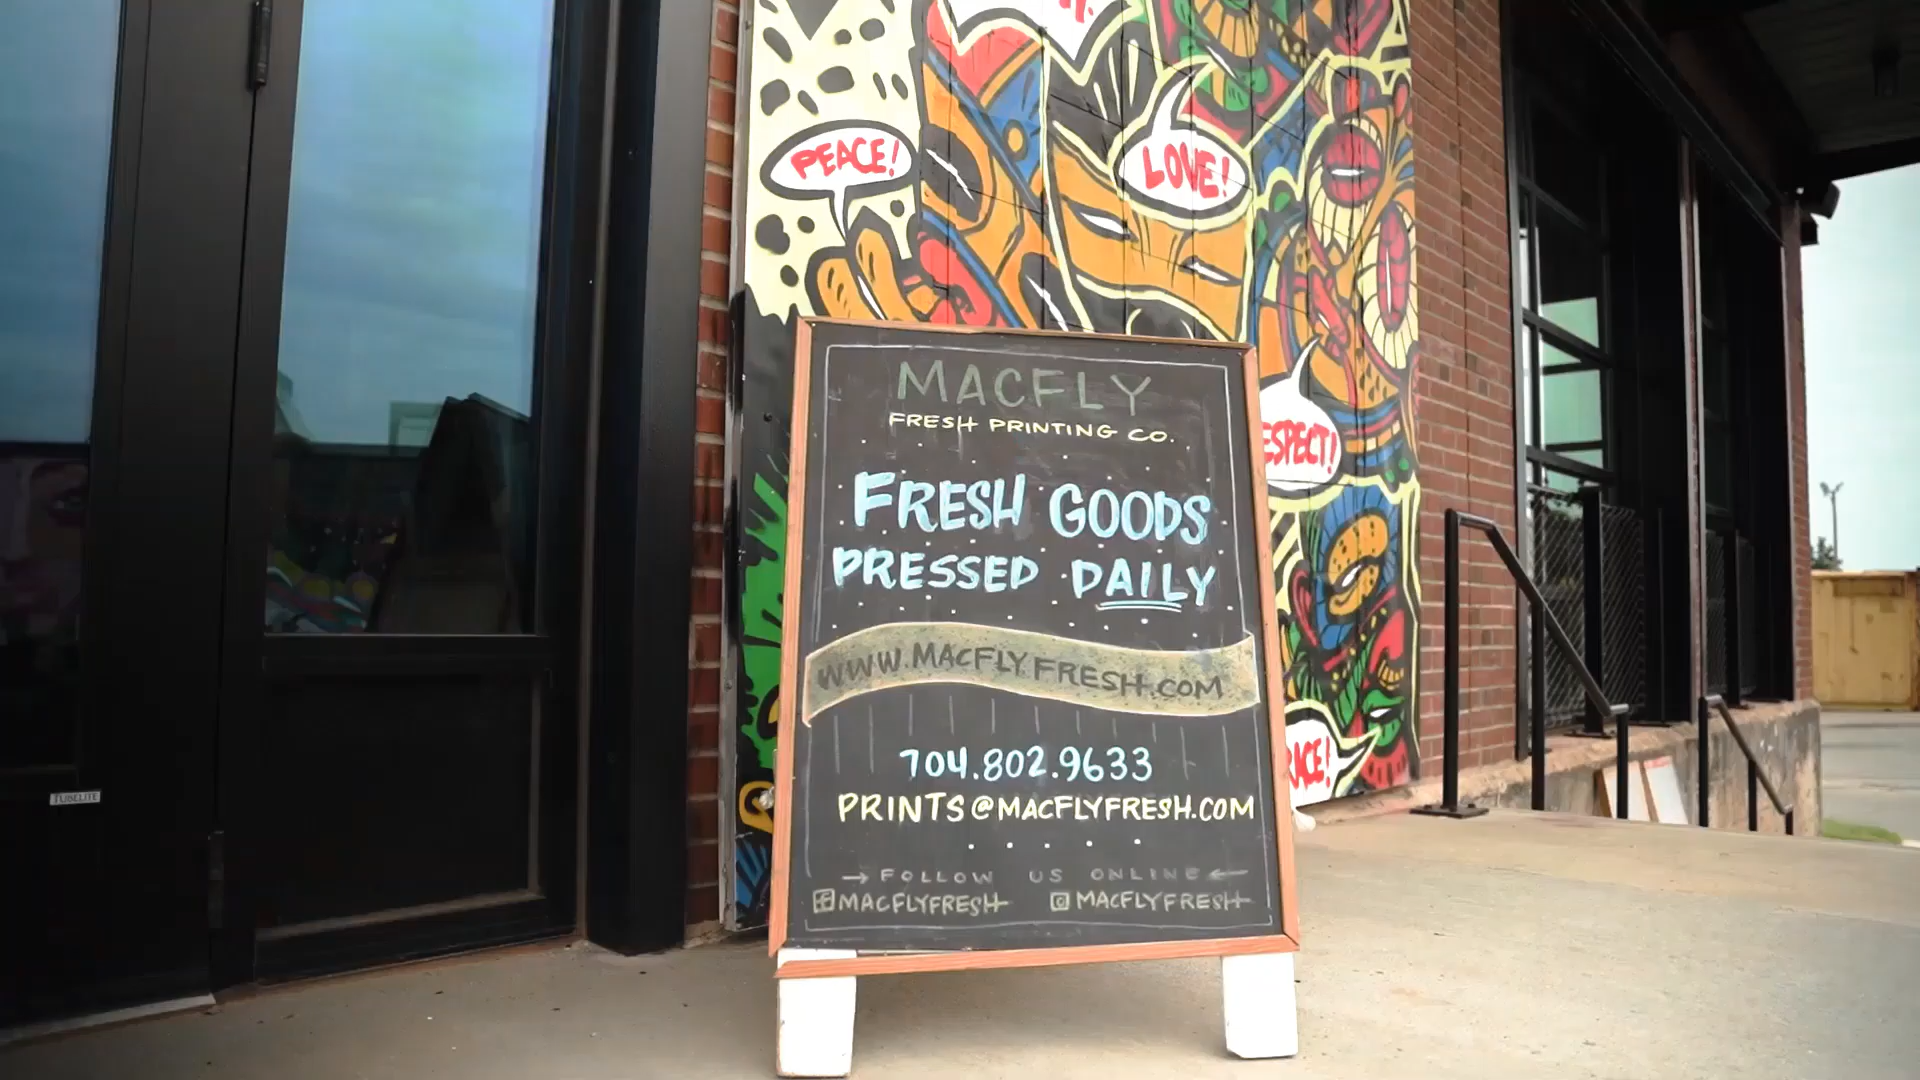 PEACE!
LOVE!
ESPECT!
MACFLY
FRESH PRINTING CO.
FRESH GOODS
PRESSED DAILY
WWW.MACFLYFRESH.COM
704.802.9633
PRINTS@MACFLYFRESH.COM
FOLLOW US ONLINE
MACFLYFRESH MACFLYFRESH
TUBELITE